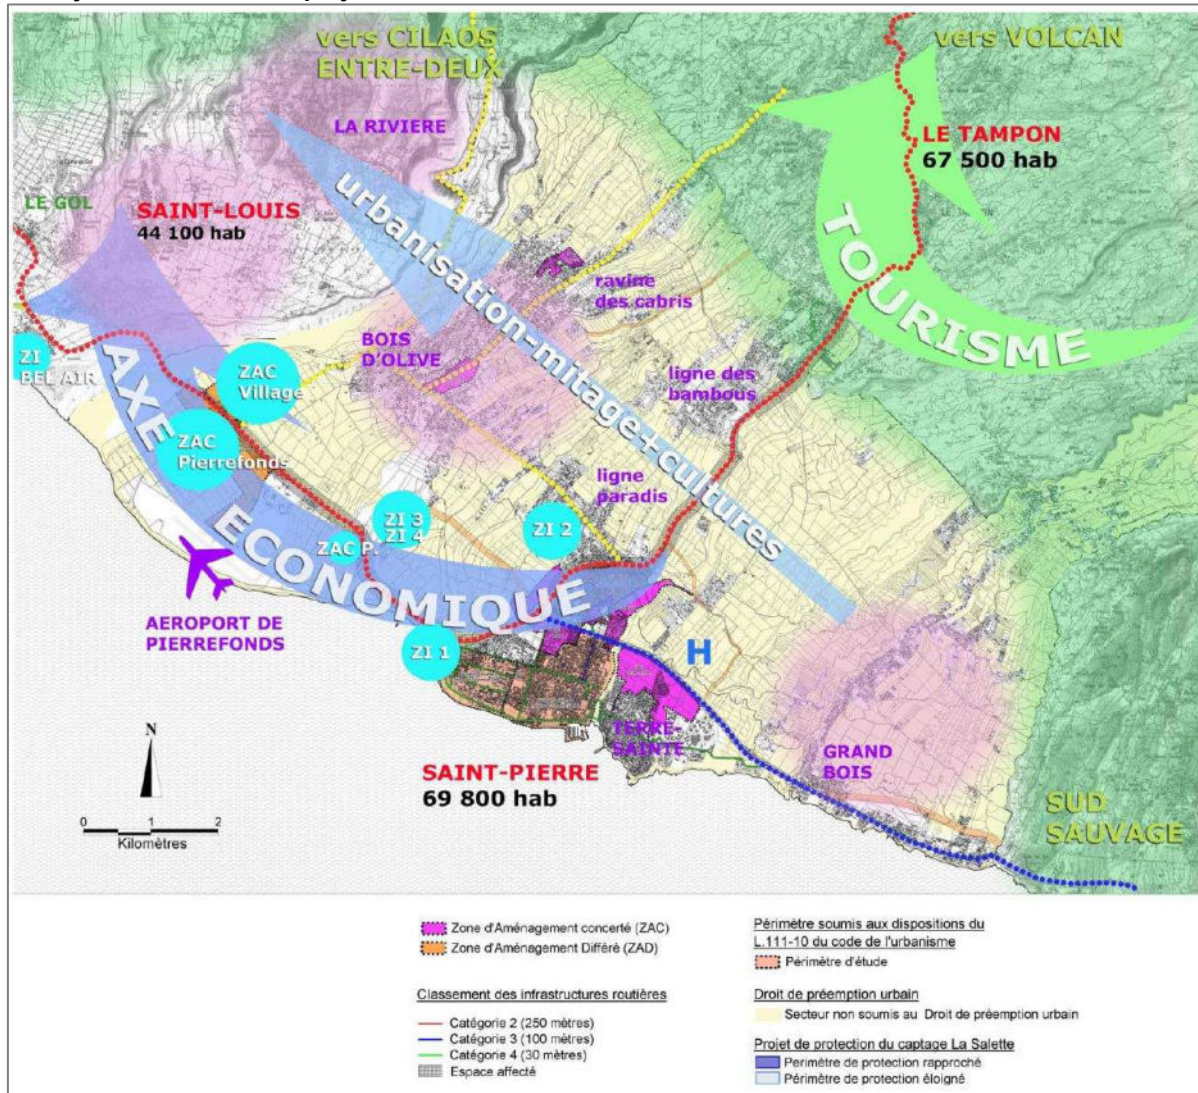 vers CILAOS
ENTRE-DEUX
vers VOLCAN
LA RIVIERE
LE TAMPON
67 500 hab
LE GOL
SAINT-LOUIS
44 100 hab
urbanisation-mitage+cultures
TOURISME
ravine
des cabris
BOIS
D'OLIVE
ZI
BEL AIR
ZAC
Village
ligne des
bambous
AXE ECONOMIQUE
ZAC
Pierrefonds
ligne
paradis
ZI 3
ZI 4
ZI 2
ZAC P.
AEROPORT DE
PIERREFONDS
ZI 1
H
TERRE-
SAINTE
GRAND
BOIS
SAINT-PIERRE
69 800 hab
SUD
SAUVAGE
N
0 1 2
Kilomètres
Zone d'Aménagement concerté (ZAC)
Zone d'Aménagement Différé (ZAD)
Classement des infrastructures routières
Catégorie 2 (250 mètres)
Catégorie 3 (100 mètres)
Catégorie 4 (30 mètres)
Espace affecté
Périmètre soumis aux dispositions du
L.111-10 du code de l'urbanisme
Périmètre d'étude
Droit de préemption urbain
Secteur non soumis au Droit de préemption urbain
Projet de protection du captage La Salette
Perimètre de protection rapproché
Périmètre de protection éloigné